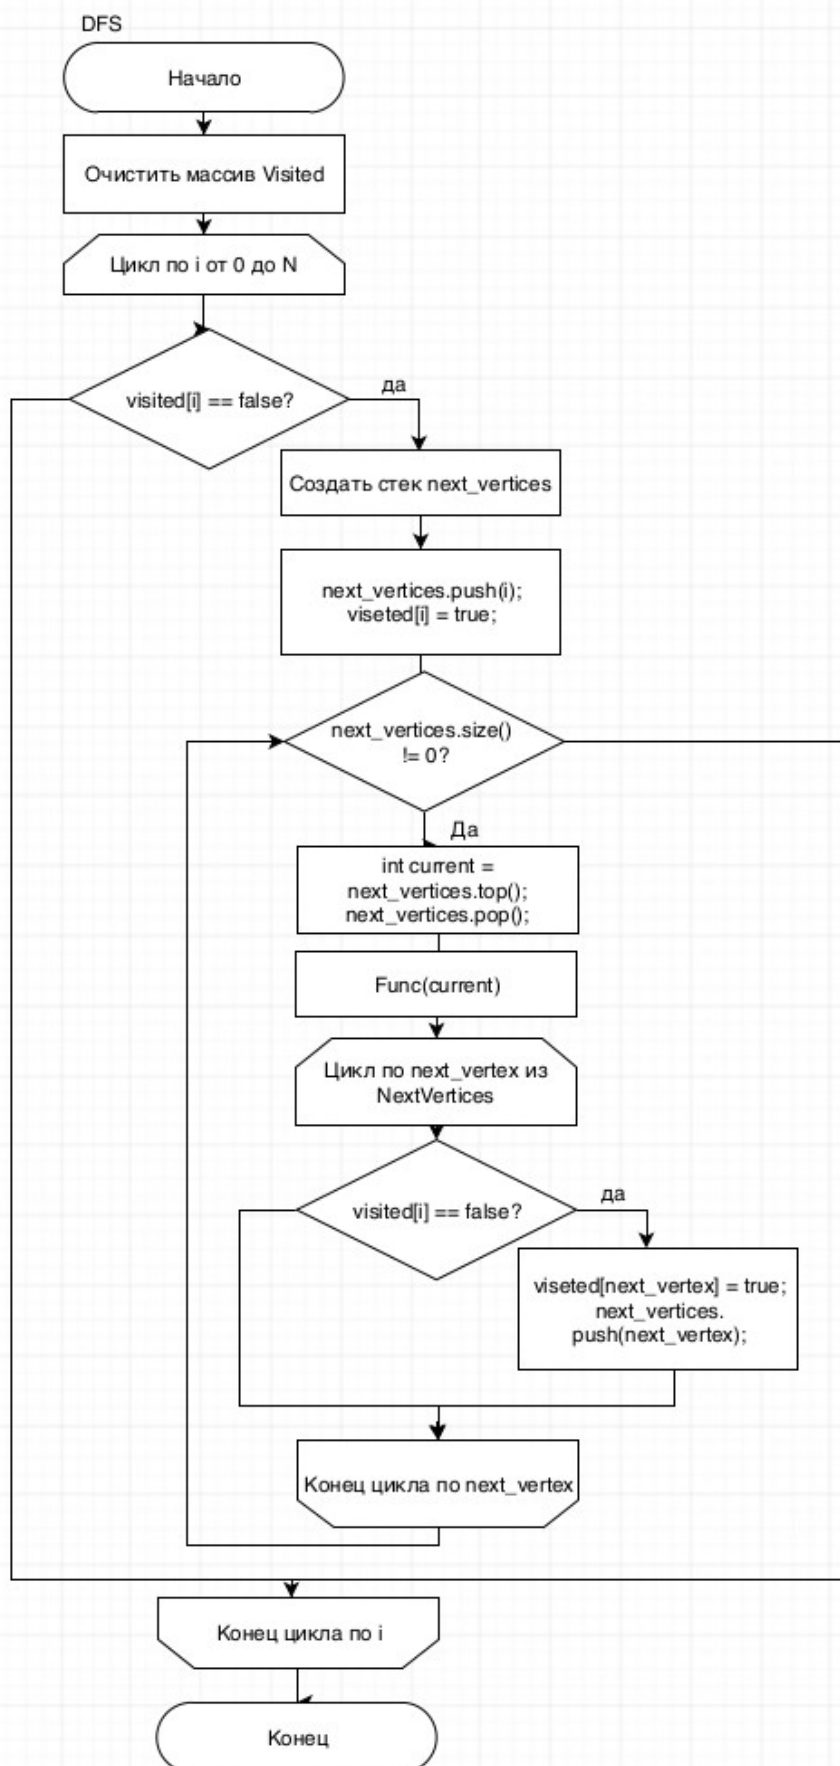 DFS
Начало
Очистить массив Visited
Цикл по i от 0 до N
visited[i] == false?
да
Создать стек next_vertices
next_vertices.push(i);
viseted[i] = true;
next_vertices.size()
!= 0?
Да
int current =
next_vertices.top();
next_vertices.pop();
Func(current)
Цикл по next_vertex из
NextVertices
visited[i] == false?
да
viseted[next_vertex] = true;
next_vertices.
push(next_vertex);
Конец цикла по next_vertex
Конец цикла по i
Конец